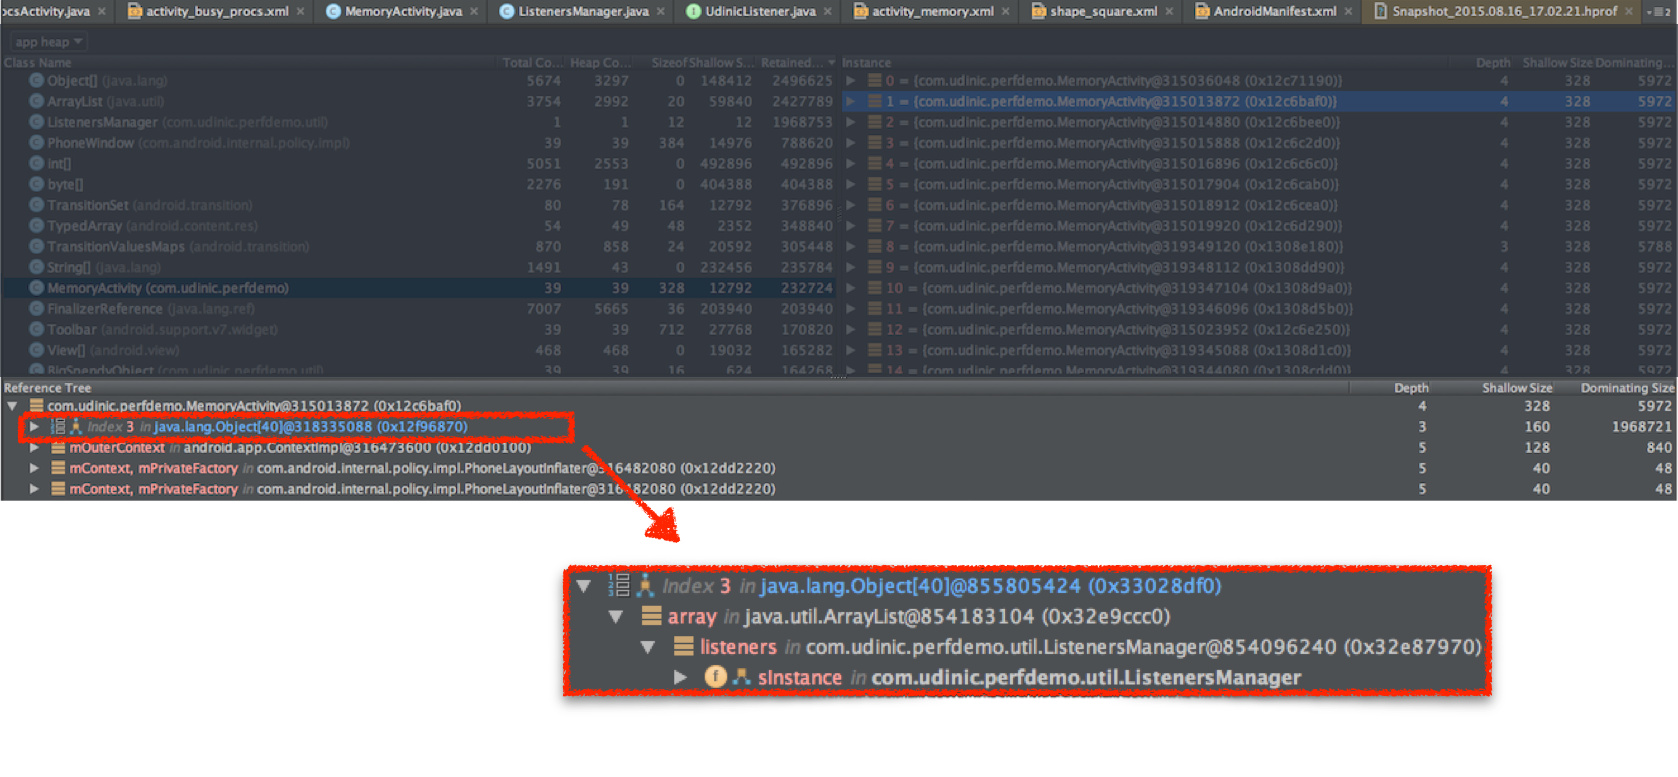 ocsActivity.java × activity_busy_procs.xml × MemoryActivity.java × ListenersManager.java × UdinicListener.java × activity_memory.xml × shape_square.xml × AndroidManifest.xml × Snapshot_2015.08.16_17.02.21.hprof ×
app heap
Class Name Total Co... Heap Co... Sizeof Shallow S... Retained... Instance Depth Shallow Size Dominating...
Object[] (java.lang) 5674 3297 0 148412 2496625 0 = {com.udinic.perfdemo.MemoryActivity@315036048 (0x12c71190)} 4 328 5972
ArrayList (java.util) 3754 2992 20 59840 2427789 1 = {com.udinic.perfdemo.MemoryActivity@315013872 (0x12c6baf0)} 4 328 5972
ListenersManager (com.udinic.perfdemo.util) 1 1 12 12 1968753 2 = {com.udinic.perfdemo.MemoryActivity@315014880 (0x12c6bee0)} 4 328 5972
PhoneWindow (com.android.internal.policy.impl) 39 39 384 14976 788620 3 = {com.udinic.perfdemo.MemoryActivity@315015888 (0x12c6c2d0)} 4 328 5972
int[] 5051 2553 0 492896 492896 4 = {com.udinic.perfdemo.MemoryActivity@315016896 (0x12c6c6c0)} 4 328 5972
byte[] 2276 191 0 404388 404388 5 = {com.udinic.perfdemo.MemoryActivity@315017904 (0x12c6cab0)} 4 328 5972
TransitionSet (android.transition) 80 78 164 12792 376896 6 = {com.udinic.perfdemo.MemoryActivity@315018912 (0x12c6cea0)} 4 328 5972
TypedArray (android.content.res) 54 49 48 2352 348840 7 = {com.udinic.perfdemo.MemoryActivity@315019920 (0x12c6d290)} 4 328 5972
TransitionValuesMaps (android.transition) 870 858 24 20592 305448 8 = {com.udinic.perfdemo.MemoryActivity@319349120 (0x1308e180)} 3 328 5788
String[] (java.lang) 1491 43 0 232456 235784 9 = {com.udinic.perfdemo.MemoryActivity@319348112 (0x1308dd90)} 4 328 5972
MemoryActivity (com.udinic.perfdemo) 39 39 328 12792 232724 10 = {com.udinic.perfdemo.MemoryActivity@319347104 (0x1308d9a0)} 4 328 5972
FinalizerReference (java.lang.ref) 7007 5665 36 203940 203940 11 = {com.udinic.perfdemo.MemoryActivity@319346096 (0x1308d5b0)} 4 328 5972
Toolbar (android.support.v7.widget) 39 39 712 27768 170820 12 = {com.udinic.perfdemo.MemoryActivity@315023952 (0x12c6e250)} 4 328 5972
View[] (android.view) 468 468 0 19032 165282 13 = {com.udinic.perfdemo.MemoryActivity@319345088 (0x1308d1c0)} 4 328 5972
BigSpendyObject (com.udinic.perfdemo.util) 39 39 16 624 164268 14 = {com.udinic.perfdemo.MemoryActivity@319344080 (0x1308cdd0)} 4 328 5972
Reference Tree Depth Shallow Size Dominating Size
com.udinic.perfdemo.MemoryActivity@315013872 (0x12c6baf0) 4 328 5972
Index 3 in java.lang.Object[40]@318335088 (0x12f96870) 3 160 1968721
mOuterContext in android.app.ContextImpl@316473600 (0x12dd0100) 5 128 840
mContext, mPrivateFactory in com.android.internal.policy.impl.PhoneLayoutInflater@316482080 (0x12dd2220) 5 40 48
mContext, mPrivateFactory in com.android.internal.policy.impl.PhoneLayoutInflater@316482080 (0x12dd2220) 5 40 48
Index 3 in java.lang.Object[40]@855805424 (0x33028df0)
array in java.util.ArrayList@854183104 (0x32e9ccc0)
listeners in com.udinic.perfdemo.util.ListenersManager@854096240 (0x32e87970)
sInstance in com.udinic.perfdemo.util.ListenersManager